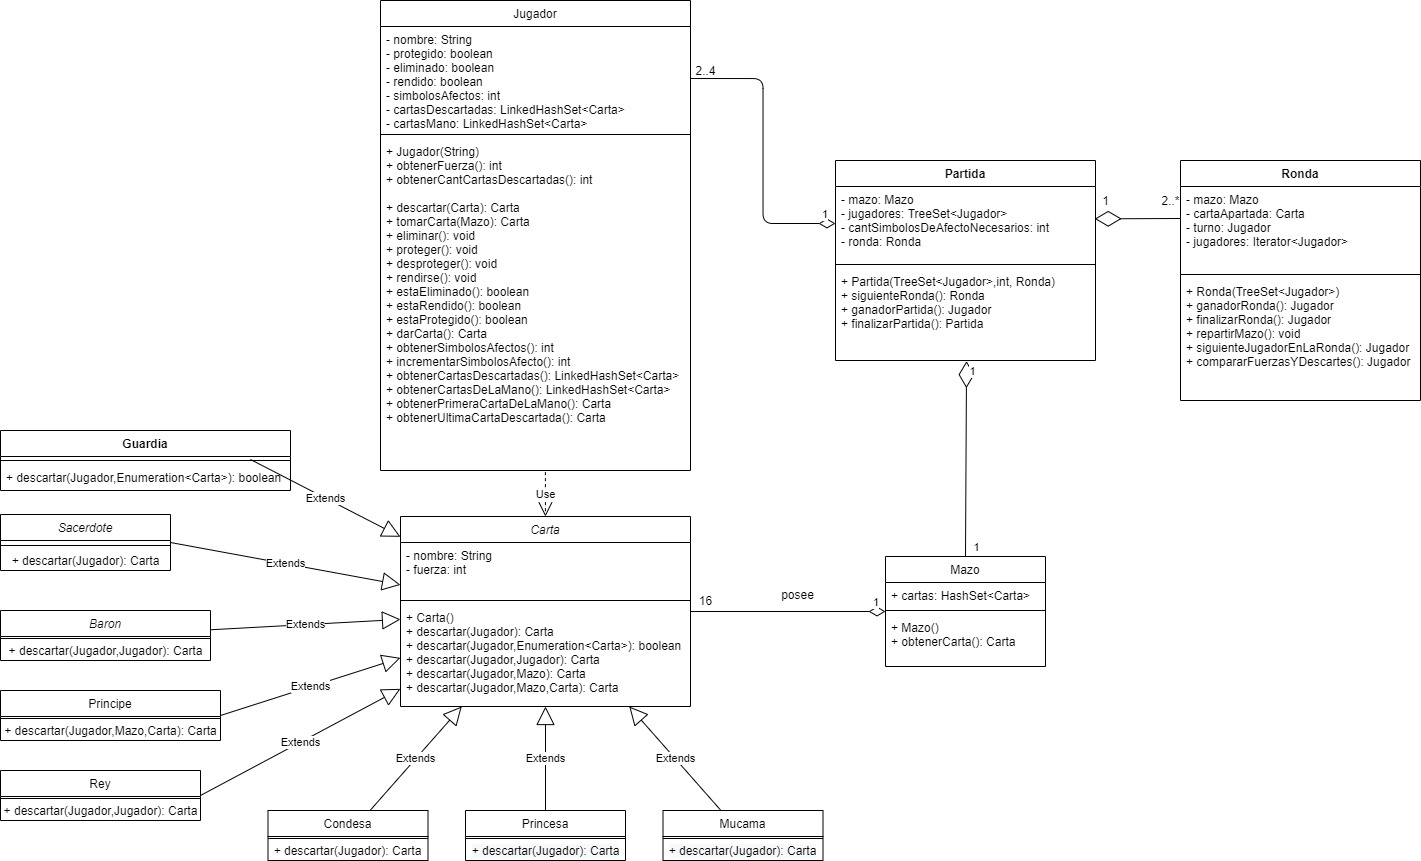 Jugador
- nombre: String
- protegido: boolean
- eliminado: boolean
- rendido: boolean
- simbolosAfectos: int
- cartasDescartadas: LinkedHashSet<Carta>
- cartasMano: LinkedHashSet<Carta>
+ Jugador(String)
+ obtenerFuerza(): int
+ obtenerCantCartasDescartadas(): int
+ descartar(Carta): Carta
+ tomarCarta(Mazo): Carta
+ eliminar(): void
+ proteger(): void
+ desproteger(): void
+ rendirse(): void
+ estaEliminado(): boolean
+ estaRendido(): boolean
+ estaProtegido(): boolean
+ darCarta(): Carta
+ obtenerSimbolosAfectos(): int
+ incrementarSimbolosAfecto(): int
+ obtenerCartasDescartadas(): LinkedHashSet<Carta>
+ obtenerCartasDeLaMano(): LinkedHashSet<Carta>
+ obtenerPrimeraCartaDeLaMano(): Carta
+ obtenerUltimaCartaDescartada(): Carta
2..4
1
Partida
- mazo: Mazo
- jugadores: TreeSet<Jugador>
- cantSimbolosDeAfectoNecesarios: int
- ronda: Ronda
+ Partida(TreeSet<Jugador>,int, Ronda)
+ siguienteRonda(): Ronda
+ ganadorPartida(): Jugador
+ finalizarPartida(): Partida
1
2..*
Ronda
- mazo: Mazo
- cartaApartada: Carta
- turno: Jugador
- jugadores: Iterator<Jugador>
+ Ronda(TreeSet<Jugador>)
+ ganadorRonda(): Jugador
+ finalizarRonda(): Jugador
+ repartirMazo(): void
+ siguienteJugadorEnLaRonda(): Jugador
+ compararFuerzasYDescartes(): Jugador
1
1
Guardia
+ descartar(Jugador,Enumeration<Carta>): boolean
Extends
Use
Sacerdote
+ descartar(Jugador): Carta
Extends
Carta
- nombre: String
- fuerza: int
+ Carta()
+ descartar(Jugador): Carta
+ descartar(Jugador,Enumeration<Carta>): boolean
+ descartar(Jugador,Jugador): Carta
+ descartar(Jugador,Mazo): Carta
+ descartar(Jugador,Mazo,Carta): Carta
16
posee
1
Mazo
+ cartas: HashSet<Carta>
+ Mazo()
+ obtenerCarta(): Carta
Baron
+ descartar(Jugador,Jugador): Carta
Extends
Principe
+ descartar(Jugador,Mazo,Carta): Carta
Extends
Rey
+ descartar(Jugador,Jugador): Carta
Extends
Extends
Extends
Extends
Condesa
+ descartar(Jugador): Carta
Princesa
+ descartar(Jugador): Carta
Mucama
+ descartar(Jugador): Carta